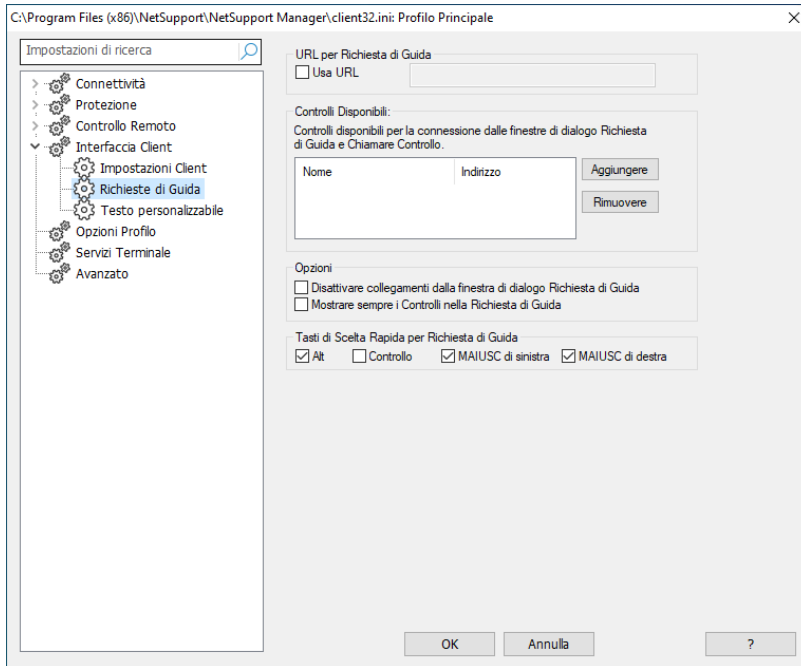 C:\Program Files (x86)\NetSupport\NetSupport Manager\client32.ini: Profilo Principale
Impostazioni di ricerca
Connettività
Protezione
Controllo Remoto
Interfaccia Client
Impostazioni Client
Richieste di Guida
Testo personalizzabile
Opzioni Profilo
Servizi Terminale
Avanzato
URL per Richiesta di Guida
Usa URL
Controlli Disponibili:
Controlli disponibili per la connessione dalle finestre di dialogo Richiesta
di Guida e Chiamare Controllo.
Nome Indirizzo
Aggiungere
Rimuovere
Opzioni
Disattivare collegamenti dalla finestra di dialogo Richiesta di Guida
Mostrare sempre i Controlli nella Richiesta di Guida
Tasti di Scelta Rapida per Richiesta di Guida
Alt Controllo MAIUSC di sinistra MAIUSC di destra
OK Annulla ?